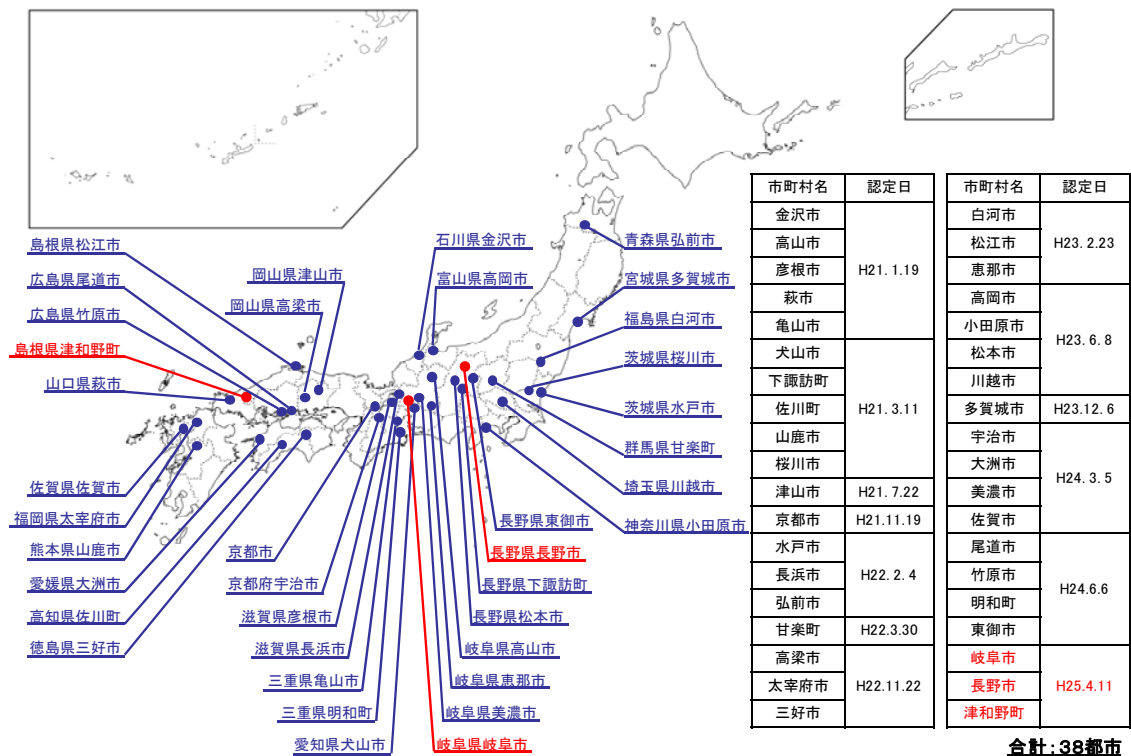 島根県松江市
広島県尾道市
広島県竹原市
島根県津和野町
山口県萩市
岡山県津山市
岡山県高梁市
石川県金沢市
富山県高岡市
青森県弘前市
宮城県多賀城市
福島県白河市
茨城県桜川市
茨城県水戸市
群馬県甘楽町
埼玉県川越市
神奈川県小田原市
佐賀県佐賀市
福岡県太宰府市
熊本県山鹿市
愛媛県大洲市
高知県佐川町
徳島県三好市
京都市
京都府宇治市
滋賀県彦根市
滋賀県長浜市
三重県亀山市
三重県明和町
愛知県犬山市
長野県東御市
長野県長野市
長野県下諏訪町
長野県松本市
岐阜県高山市
岐阜県恵那市
岐阜県美濃市
岐阜県岐阜市
市町村名 認定日
金沢市
高山市
彦根市 H21.1.19
萩市
亀山市
犬山市
下諏訪町
佐川町 H21.3.11
山鹿市
桜川市
津山市 H21.7.22
京都市 H21.11.19
水戸市
長浜市 H22.2.4
弘前市
甘楽町 H22.3.30
高梁市
太宰府市 H22.11.22
三好市
市町村名 認定日
白河市
松江市 H23.2.23
恵那市
高岡市
小田原市
松本市 H23.6.8
川越市
多賀城市 H23.12.6
宇治市
大洲市
美濃市 H24.3.5
佐賀市
尾道市
竹原市
明和町 H24.6.6
東御市
岐阜市
長野市 H25.4.11
津和野町
合計:38都市